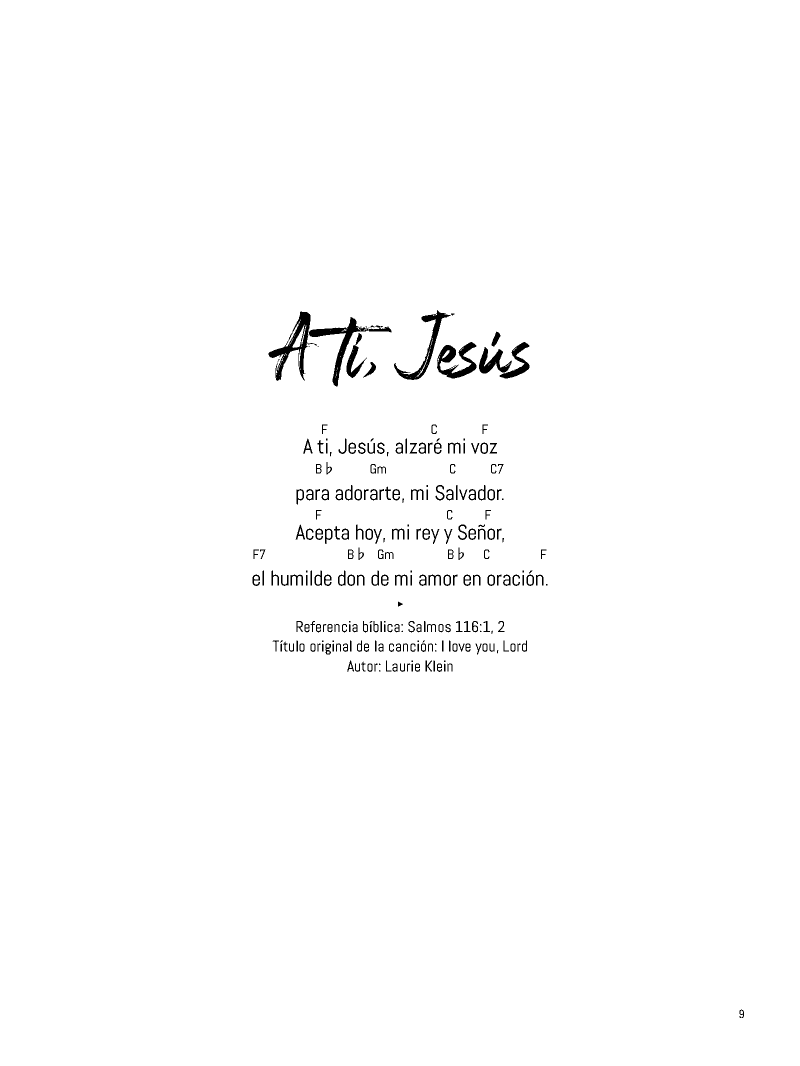 A ti, Jesús
F C F
A ti, Jesús, alzaré mi voz
B♭ Gm C C7
para adorarte, mi Salvador.
F C F
Acepta hoy, mi rey y Señor,
F7 B♭ Gm B♭ C F
el humilde don de mi amor en oración.
Referencia bíblica: Salmos 116:1, 2
Título original de la canción: I love you, Lord
Autor: Laurie Klein
9